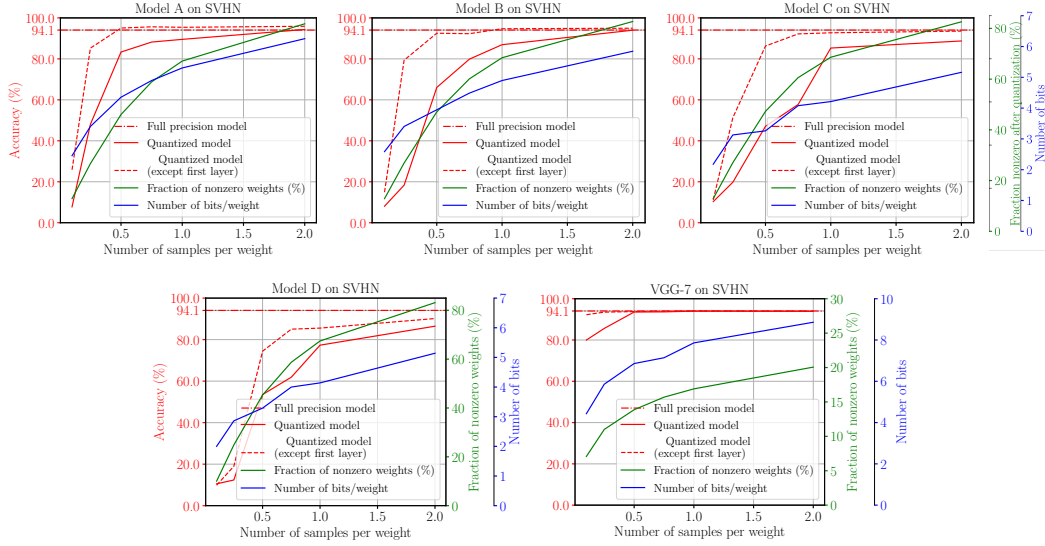 Model A on SVHN
100.0
94.1
80.0
60.0
40.0
20.0
0.0
Accuracy (%)
0.5
1.0
1.5
2.0
Number of samples per weight
Full precision model
Quantized model
Quantized model
(except first layer)
Fraction of nonzero weights (%)
Number of bits/weight
Model B on SVHN
100.0
94.1
80.0
60.0
40.0
20.0
0.0
0.5
1.0
1.5
2.0
Number of samples per weight
Full precision model
Quantized model
Quantized model
(except first layer)
Fraction of nonzero weights (%)
Number of bits/weight
Model C on SVHN
100.0
94.1
80.0
60.0
40.0
20.0
0.0
0.5
1.0
1.5
2.0
Number of samples per weight
Full precision model
Quantized model
Quantized model
(except first layer)
Fraction of nonzero weights (%)
Number of bits/weight
80
60
40
20
0
Fraction nonzero after quantization (%)
7
6
5
4
3
2
1
0
Number of bits
Model D on SVHN
100.0
94.1
80.0
60.0
40.0
20.0
0.0
Accuracy (%)
0.5
1.0
1.5
2.0
Number of samples per weight
Full precision model
Quantized model
Quantized model
(except first layer)
Fraction of nonzero weights (%)
Number of bits/weight
80
60
40
20
0
Fraction of nonzero weights (%)
7
6
5
4
3
2
1
0
Number of bits
VGG-7 on SVHN
100.0
94.1
80.0
60.0
40.0
20.0
0.0
0.5
1.0
1.5
2.0
Number of samples per weight
Full precision model
Quantized model
Quantized model
(except first layer)
Fraction of nonzero weights (%)
Number of bits/weight
30
25
20
15
10
5
0
Fraction of nonzero weights (%)
10
8
6
4
2
0
Number of bits